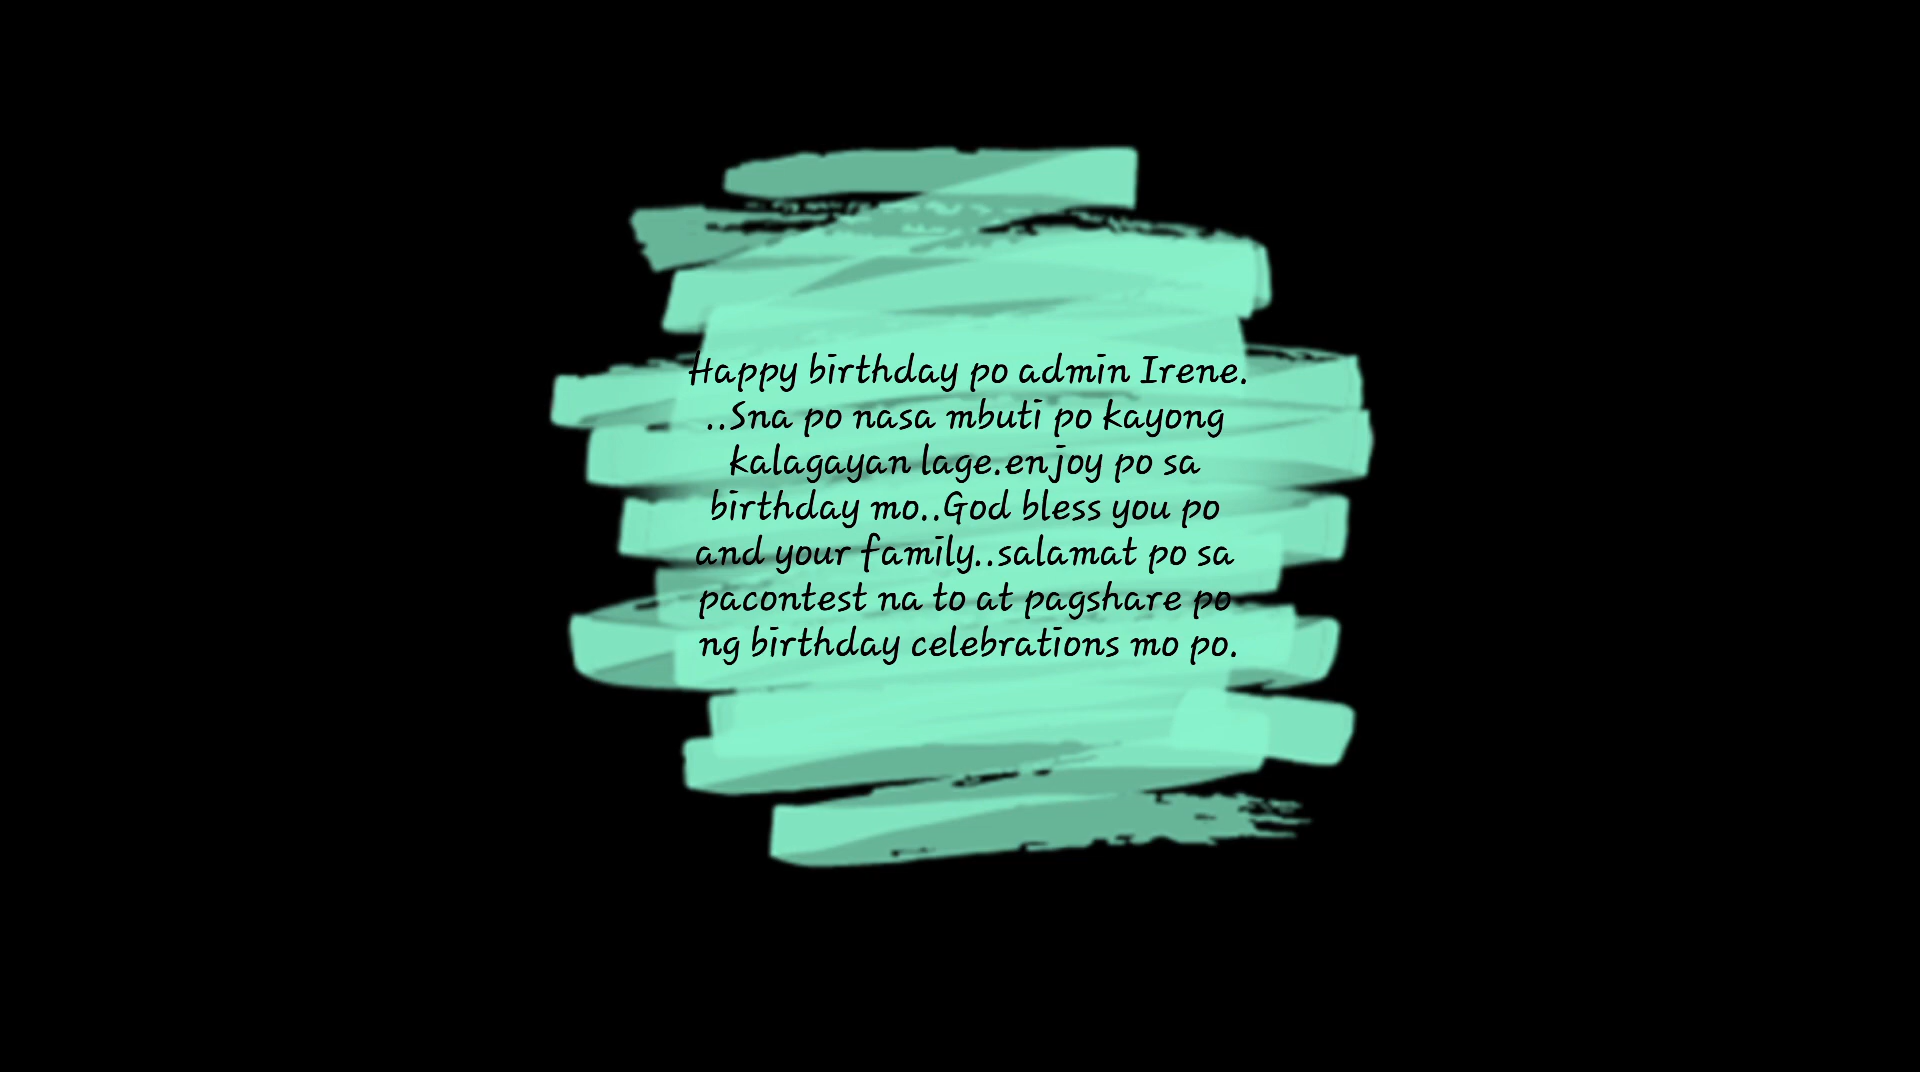 Happy birthday po admin Irene.
..Sna po nasa mbuti po kayong
kalagayan lage.enjoy po sa
birthday mo..God bless you po
and your family..salamat po sa
pacontest na to at pagshare po
ng birthday celebrations mo po.